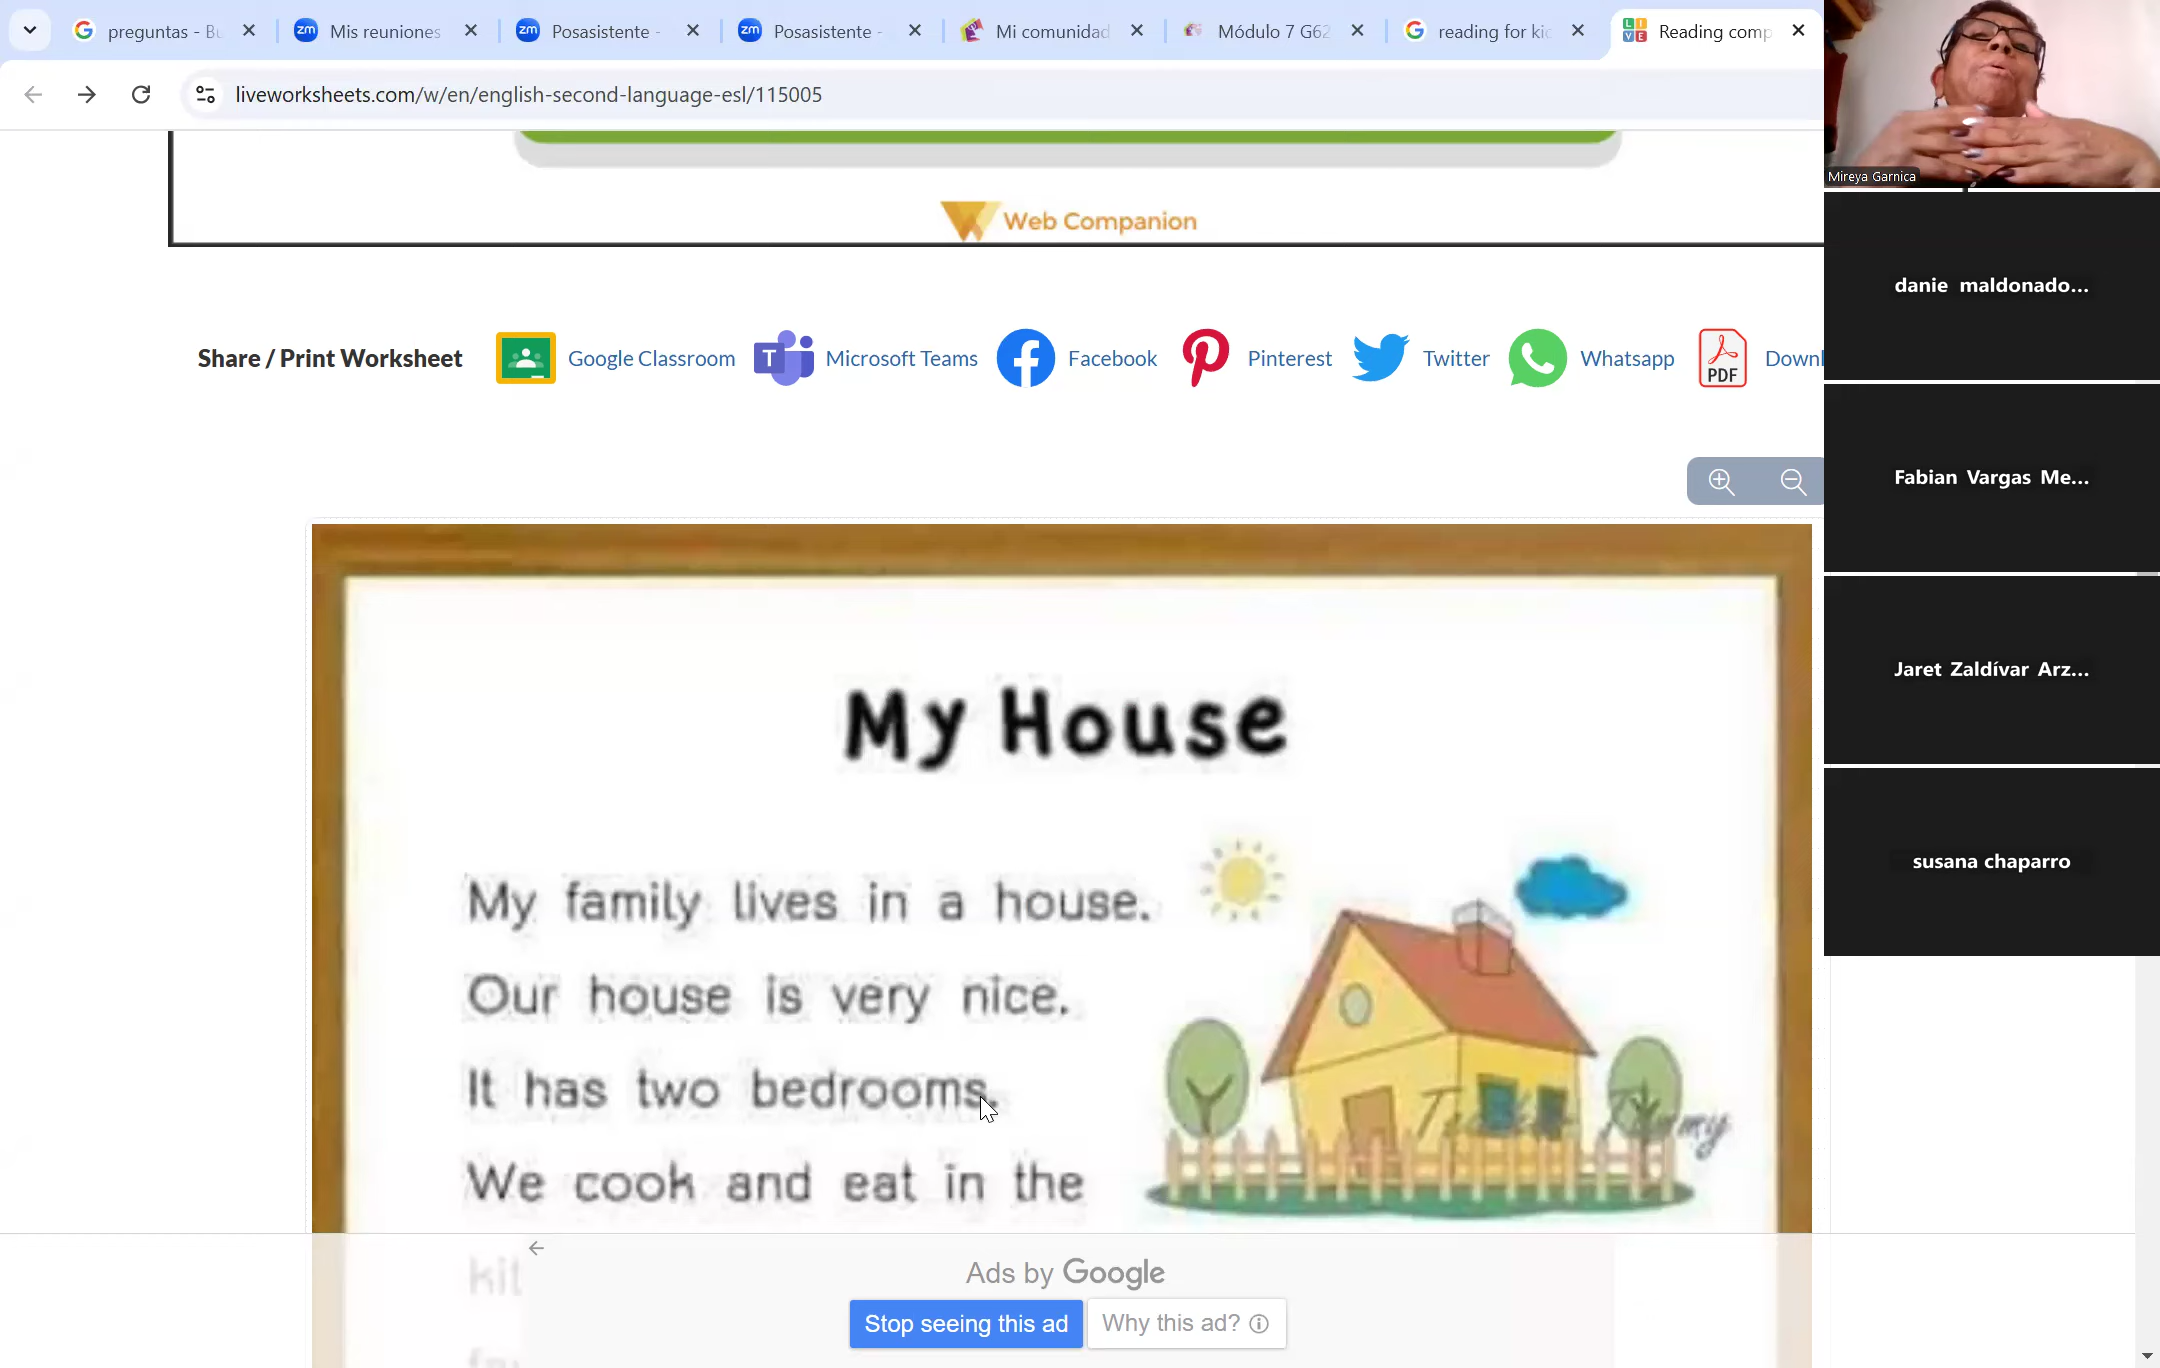 preguntas - Bu
Mis reuniones
Posasistente -
Posasistente -
Mi comunidad
Módulo 7 G62
reading for kid
Reading comp
liveworksheets.com/w/en/english-second-language-esl/115005
Web Companion
Share / Print Worksheet
Google Classroom
Microsoft Teams
Facebook
Pinterest
Twitter
Whatsapp
PDF
Downl
Mireya Garnica
danie maldonado...
Fabian Vargas Me...
Jaret Zaldívar Arz...
susana chaparro
My House
My family lives in a house.
Our house is very nice.
It has two bedrooms.
We cook and eat in the
kit
Ads by Google
Stop seeing this ad
Why this ad?